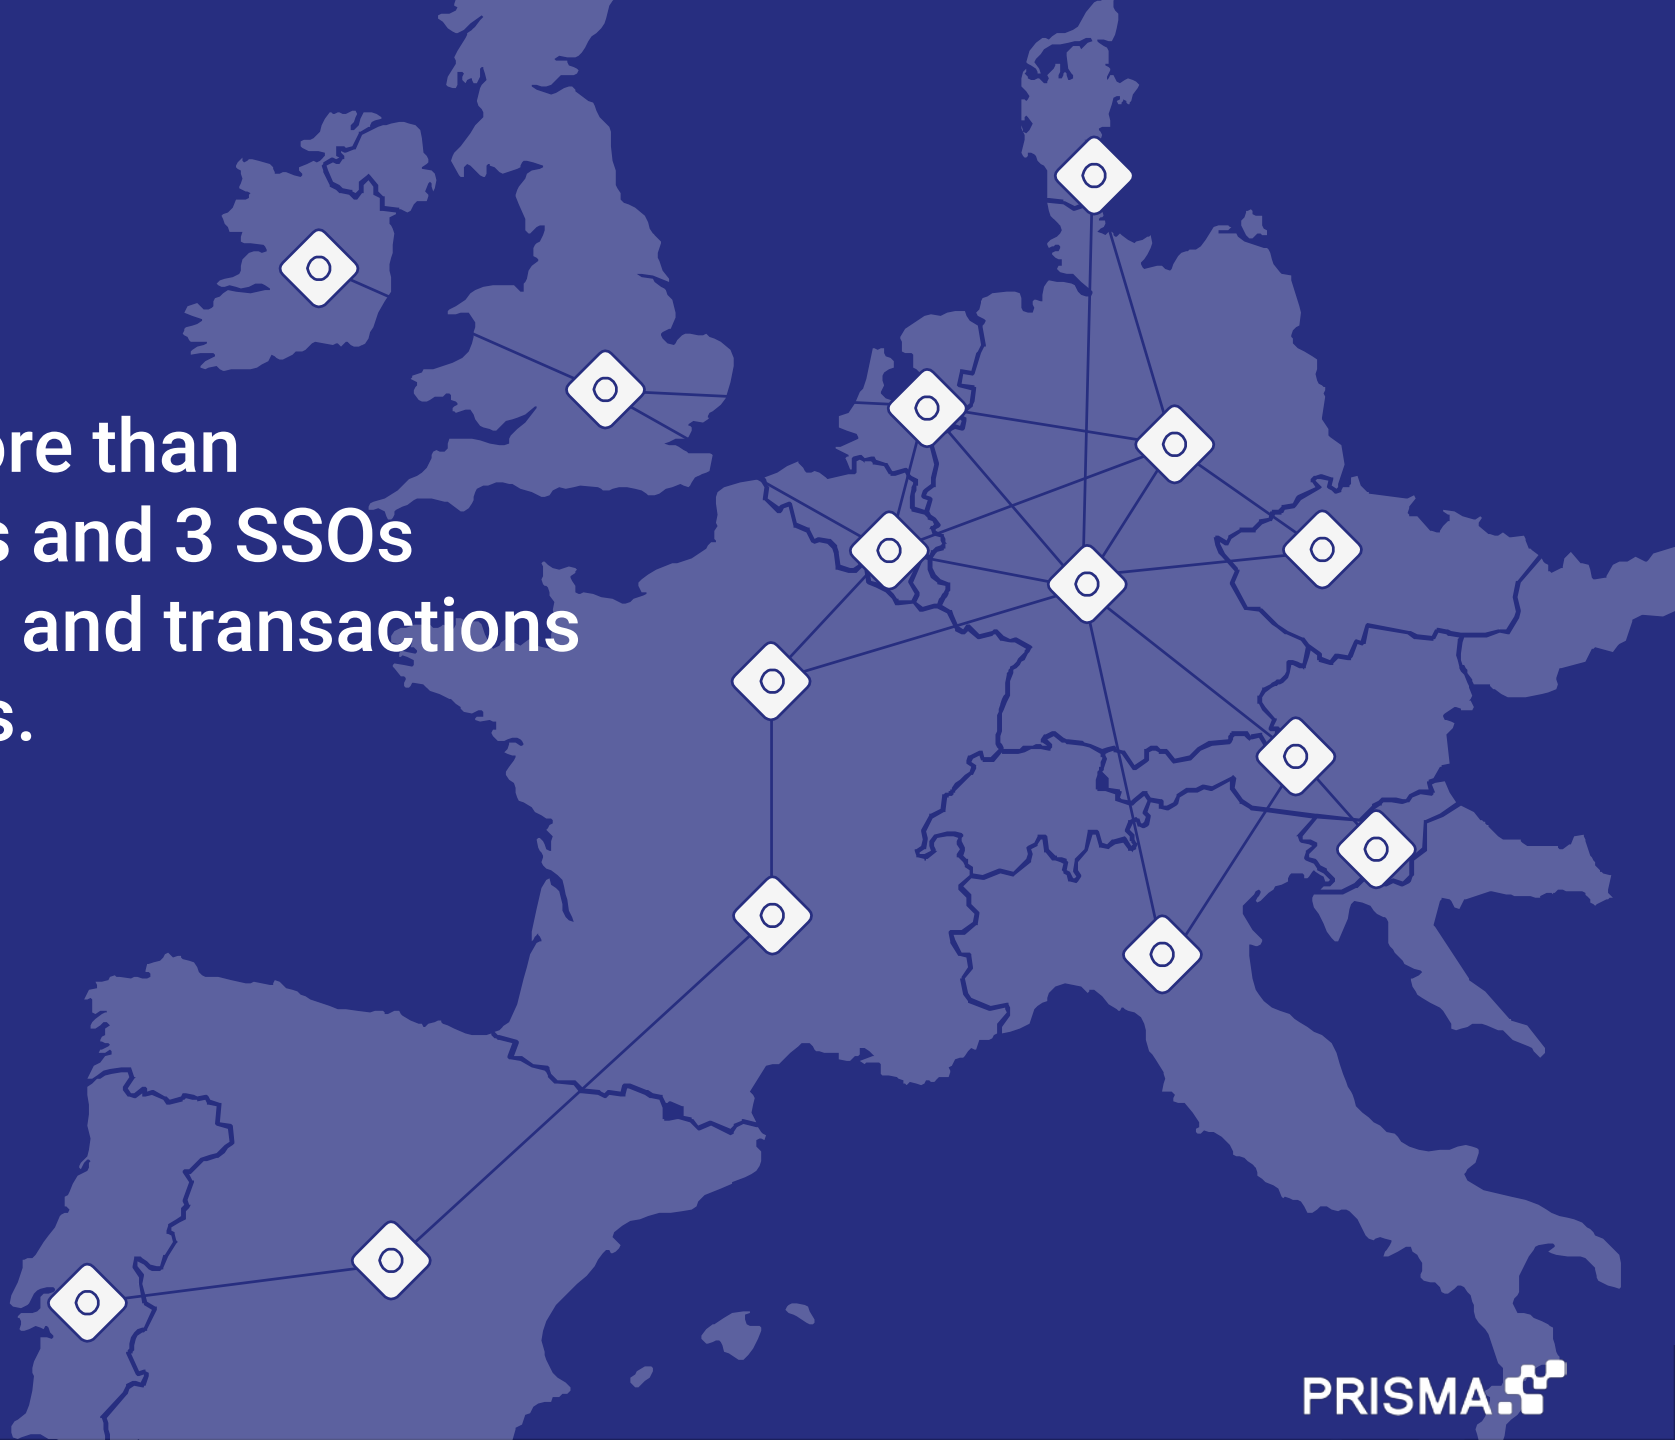 ore than
s and 3 SSOs
and transactions
s.
PRISMA